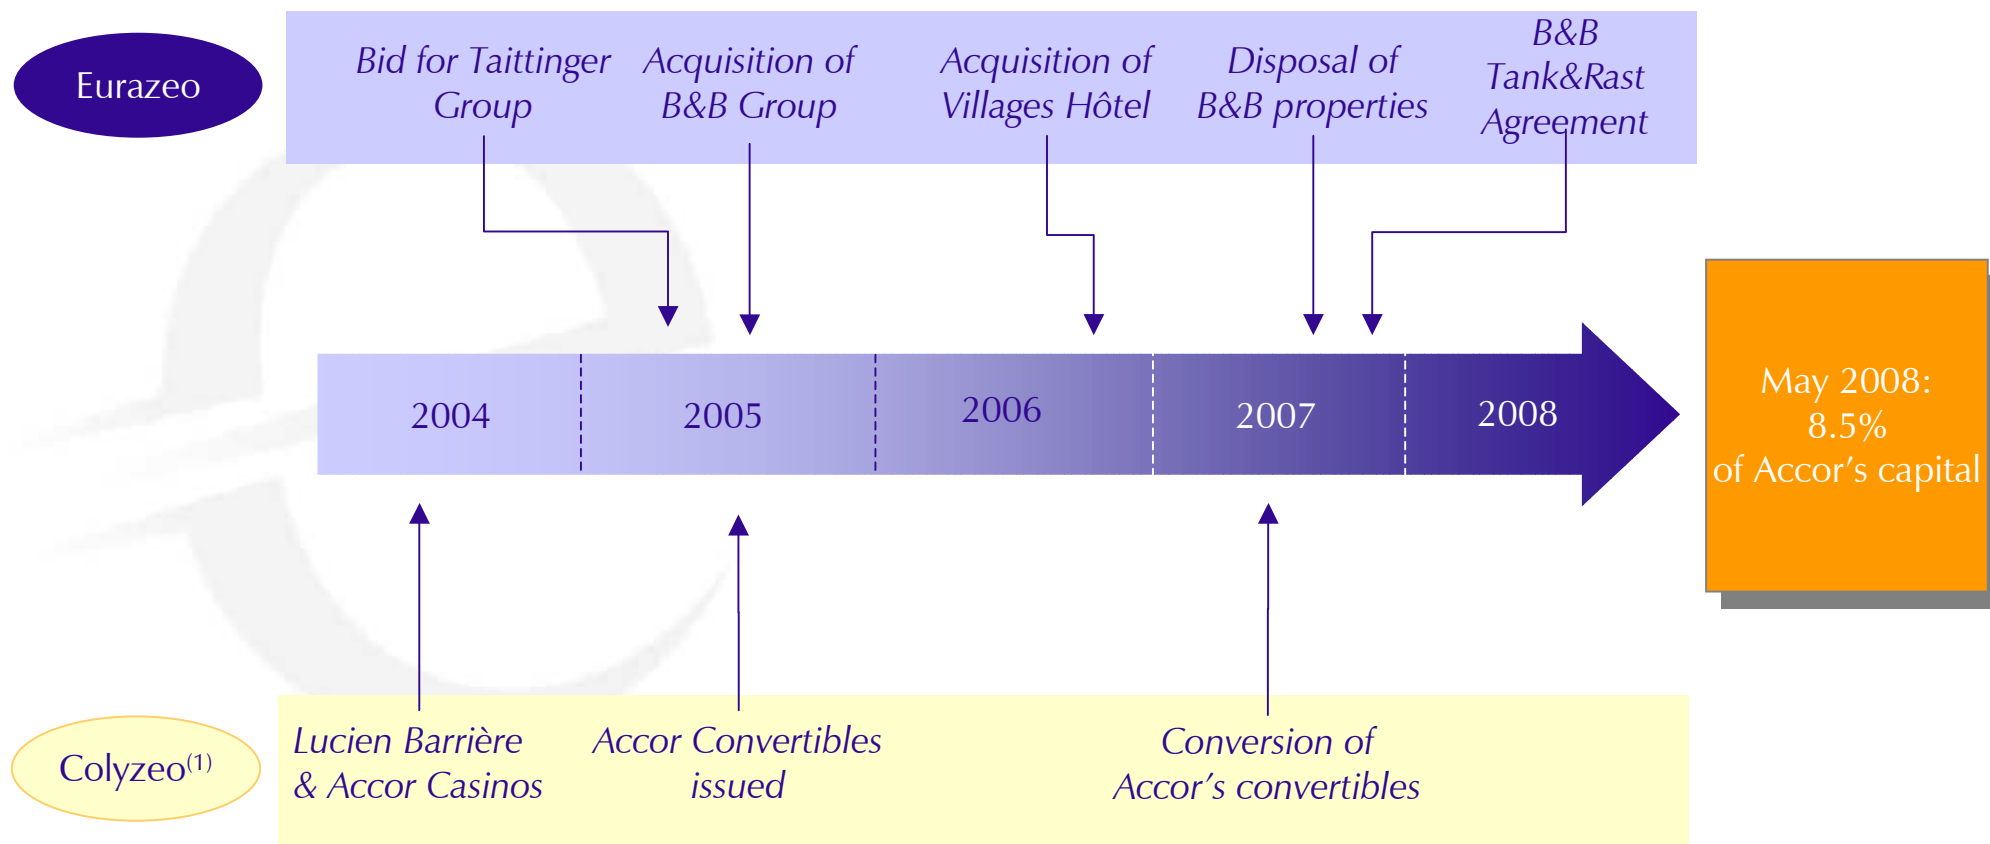 Eurazeo
Bid for Taittinger
Group
Acquisition of
B&B Group
Acquisition of
Villages Hôtel
Disposal of
B&B properties
B&B
Tank&Rast
Agreement
2004
2005
2006
2007
2008
May 2008:
8.5%
of Accor’s capital
Colyzeo(1)
Lucien Barrière
& Accor Casinos
Accor Convertibles
issued
Conversion of
Accor’s convertibles